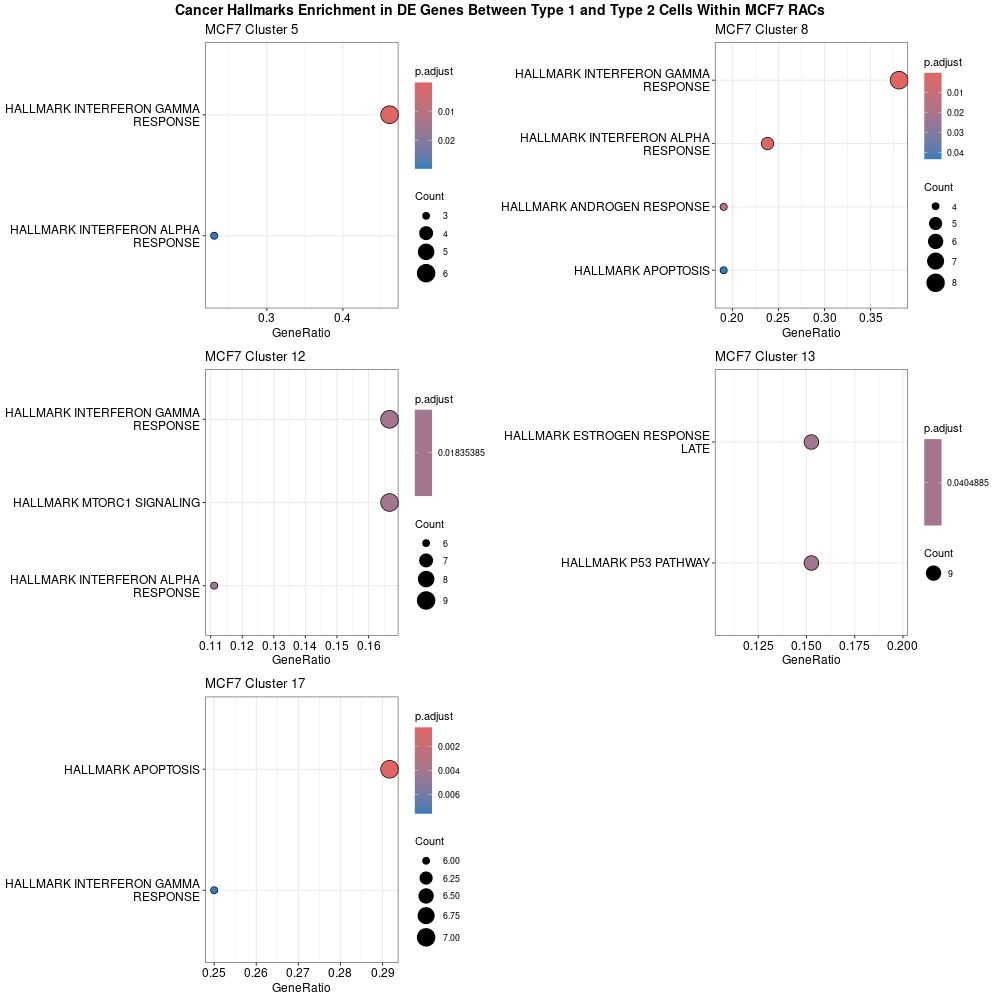 Cancer Hallmarks Enrichment in DE Genes Between Type 1 and Type 2 Cells Within MCF7 RACs
MCF7 Cluster 5
HALLMARK INTERFERON GAMMA
RESPONSE
HALLMARK INTERFERON ALPHA
RESPONSE
0.3 0.4
GeneRatio
p.adjust
0.01
0.02
Count
3
4
5
6
MCF7 Cluster 8
HALLMARK INTERFERON GAMMA
RESPONSE
HALLMARK INTERFERON ALPHA
RESPONSE
HALLMARK ANDROGEN RESPONSE
HALLMARK APOPTOSIS
0.20 0.25 0.30 0.35
GeneRatio
p.adjust
0.01
0.02
0.03
0.04
Count
4
5
6
7
8
MCF7 Cluster 12
HALLMARK INTERFERON GAMMA
RESPONSE
HALLMARK MTORC1 SIGNALING
HALLMARK INTERFERON ALPHA
RESPONSE
0.11 0.12 0.13 0.14 0.15 0.16
GeneRatio
p.adjust
0.01835385
Count
6
7
8
9
MCF7 Cluster 13
HALLMARK ESTROGEN RESPONSE
LATE
HALLMARK P53 PATHWAY
0.125 0.150 0.175 0.200
GeneRatio
p.adjust
0.0404885
Count
9
MCF7 Cluster 17
HALLMARK APOPTOSIS
HALLMARK INTERFERON GAMMA
RESPONSE
0.25 0.26 0.27 0.28 0.29
GeneRatio
p.adjust
0.002
0.004
0.006
Count
6.00
6.25
6.50
6.75
7.00